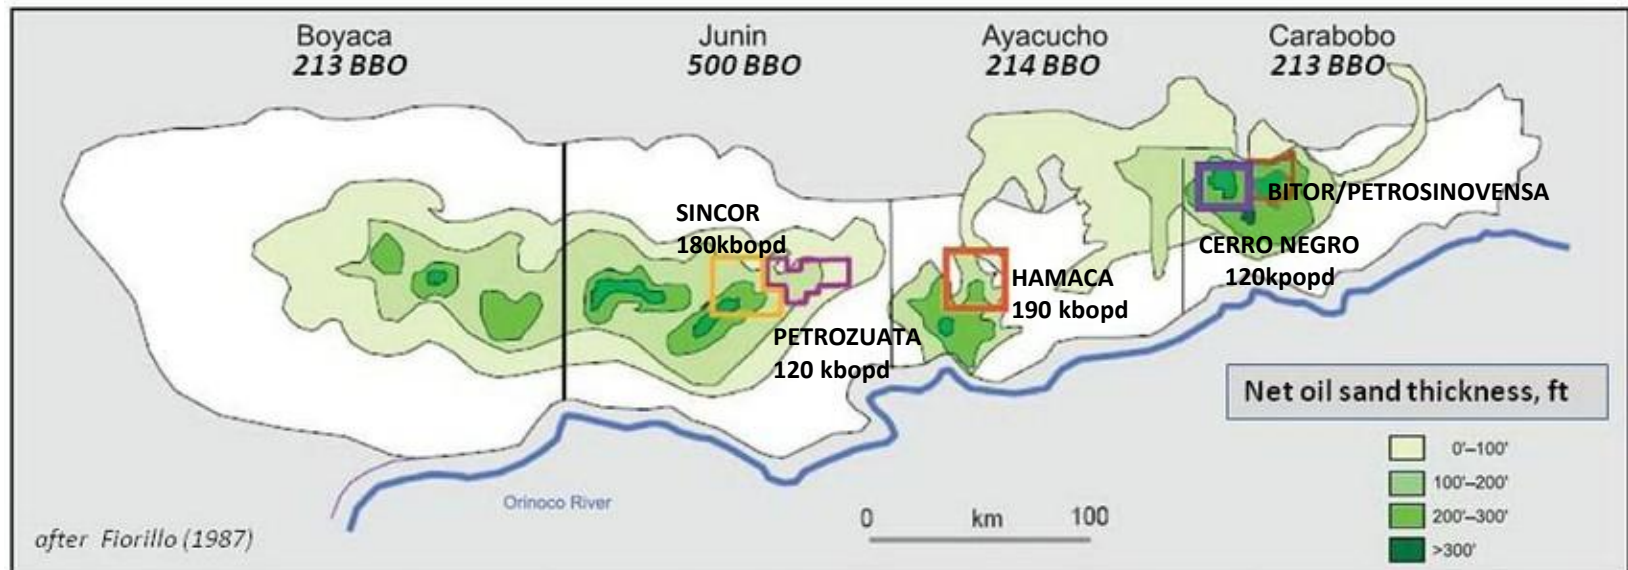 Boyaca
213 BBO
Junin
500 BBO
Ayacucho
214 BBO
Carabobo
213 BBO
SINCOR
180kbopd
PETROZUATA
120 kbopd
HAMACA
190 kbopd
BITOR/PETROSINOVENSA
CERRO NEGRO
120kpopd
Net oil sand thickness, ft
0'–100'
100'–200'
200'–300'
>300'
Orinoco River
0 km 100
after Fiorillo (1987)